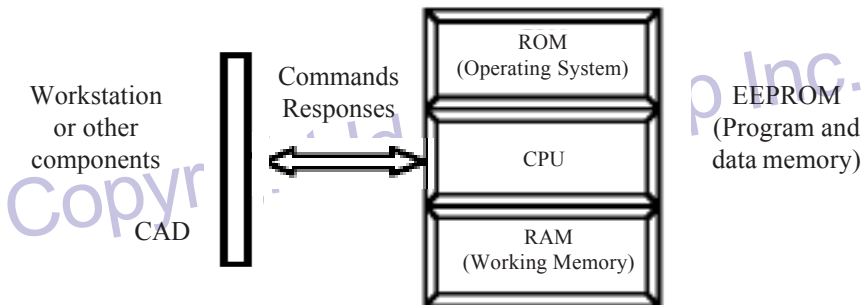 Workstation
or other
components
CAD
Commands
Responses
ROM
(Operating System)
CPU
RAM
(Working Memory)
EEPROM
(Program and
data memory)
Inc.